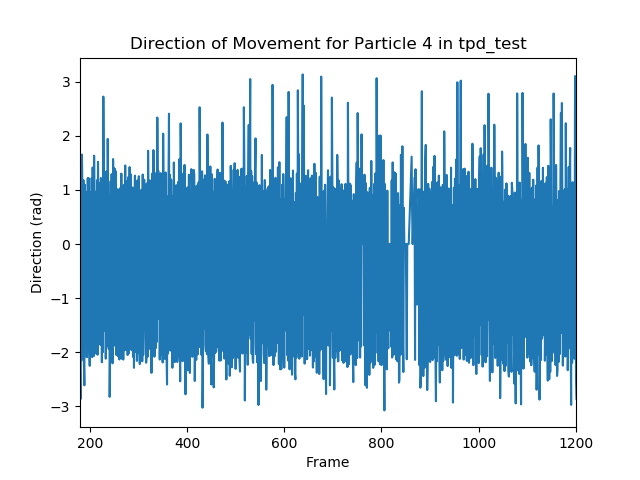 Direction of Movement for Particle 4 in tpd_test
Direction (rad)
3
2
1
0
−1
−2
−3
200 400 600 800 1000 1200
Frame